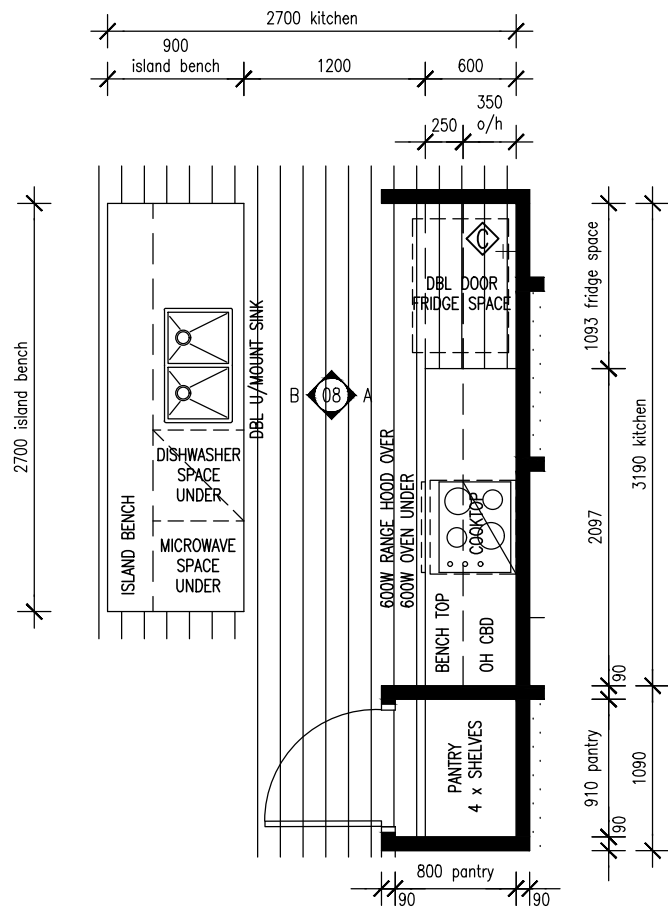 2700 kitchen
900
island bench
1200
600
350
o/h
250
C
DBL DOOR
FRIDGE SPACE
1093 fridge space
2700 island bench
DBL U/MOUNT SINK
B 08 A
DISHWASHER
SPACE
UNDER
MICROWAVE
SPACE
UNDER
ISLAND BENCH
600W RANGE HOOD OVER
600W OVEN UNDER
COOKTOP
BENCH TOP
OH CBD
2097
3190 kitchen
90
PANTRY
4 x SHELVES
910 pantry
1090
90
800 pantry
90
90